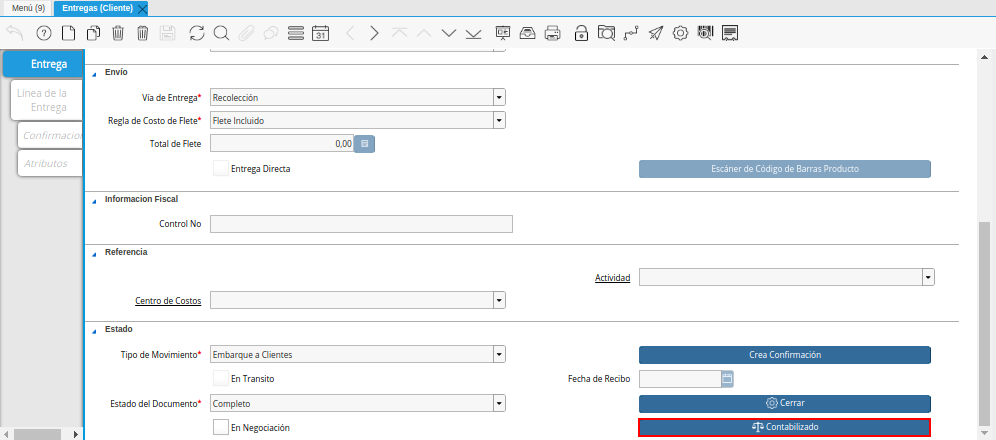 Menú (9) Entregas (Cliente)
31
Entrega
Línea de la
Entrega
Confirmacion
Atributos
Envío
Vía de Entrega* Recolección
Regla de Costo de Flete* Flete Incluido
Total de Flete 0,00
Entrega Directa Escáner de Código de Barras Producto
Informacion Fiscal
Control No
Referencia
Actividad
Centro de Costos
Estado
Tipo de Movimiento* Embarque a Clientes Crea Confirmación
En Transito Fecha de Recibo
Estado del Documento* Completo Cerrar
En Negociación Contabilizado